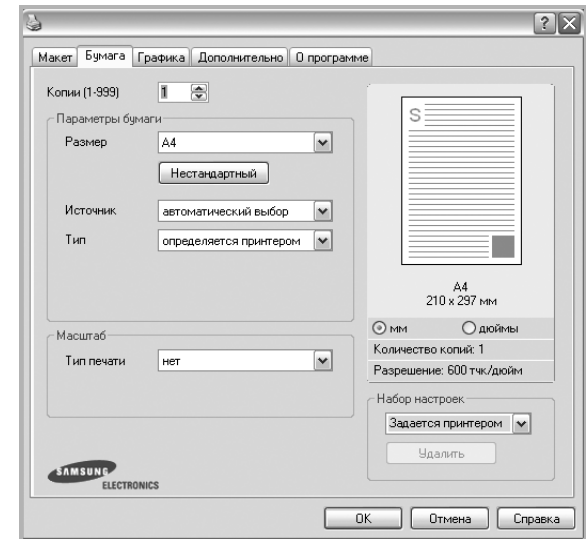 Макет Бумага Графика Дополнительно О программе
Копии (1-999) 1
Параметры бумаги
Размер A4
Нестандартный
Источник автоматический выбор
Тип определяется принтером
Масштаб
Тип печати нет
SAMSUNG
ELECTRONICS
S
A4
210 x 297 мм
мм дюймы
Количество копий: 1
Разрешение: 600 тчк/дюйм
Набор настроек
Задается принтером
Удалить
OK Отмена Справка